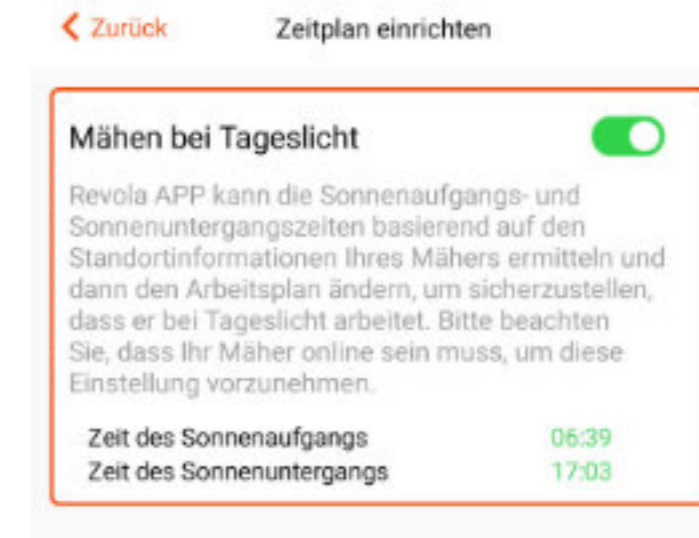 Zurück Zeitplan einrichten
Mähen bei Tageslicht
Revola APP kann die Sonnenaufgangs- und
Sonnenuntergangszeiten basierend auf den
Standortinformationen Ihres Mähers ermitteln und
dann den Arbeitsplan ändern, um sicherzustellen,
dass er bei Tageslicht arbeitet. Bitte beachten
Sie, dass Ihr Mäher online sein muss, um diese
Einstellung vorzunehmen.
Zeit des Sonnenaufgangs 06:39
Zeit des Sonnenuntergangs 17:03